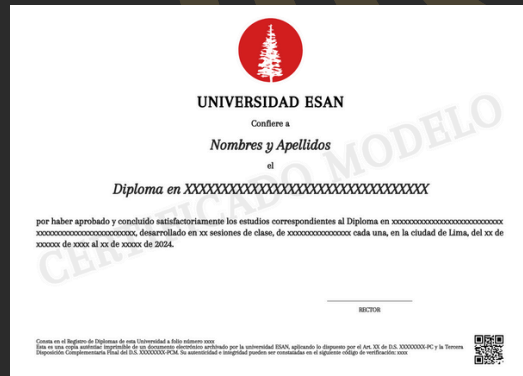 UNIVERSIDAD ESAN
Confiere a
Nombres y Apellidos
el
Diploma en XXXXXXXXXXXXXXXXXXXXXXXXXXXXXXXXX
por haber aprobado y concluido satisfactoriamente los estudios correspondientes al Diploma en xxxxxxxxxxxxxxxxxxxxxxxxxxx
xxxxxxxxxxxxxxxxxxxxxxxx, desarrollado en xx sesiones de clase, de xxxxxxxxxxxxxxx cada una, en la ciudad de Lima, del xx de
xxxxxx de xxxx al xx de xxxxx de 2024.
CERTIFICADO MODELO
RECTOR
Consta en el Registro de Diplomas de esta Universidad a folio número xxxx
Esta es una copia auténtica imprimible de un documento electrónico archivado por la universidad ESAN, aplicando lo dispuesto por el Art. XX de D.S. XXXXXXXX-PC y la Tercera
Disposición Complementaria Final del D.S. XXXXXXXX-PCM. Su autenticidad e integridad pueden ser constatadas en el siguiente código de verificación: xxxx